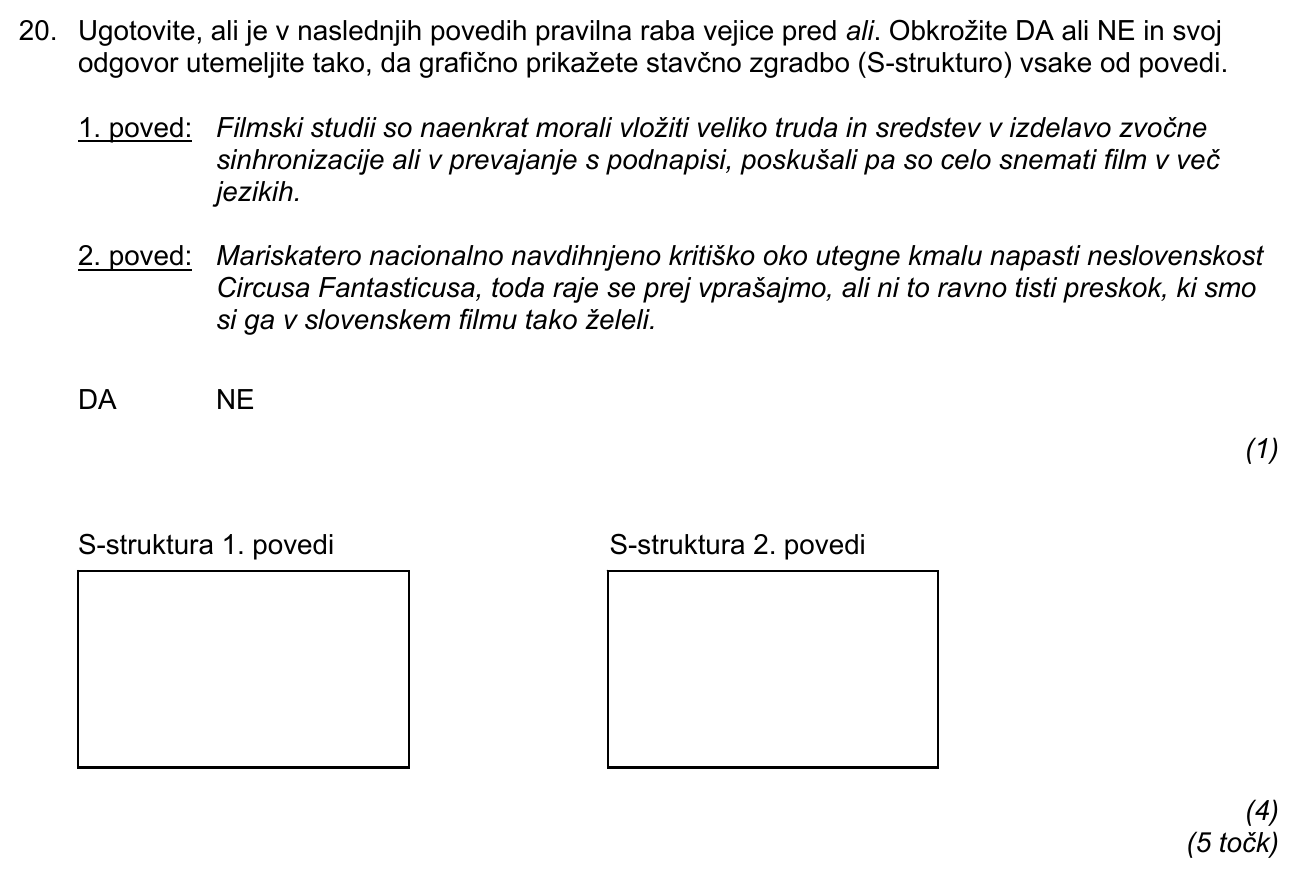 20. Ugotovite, ali je v naslednjih povedih pravilna raba vejice pred ali. Obkrožite DA ali NE in svoj
odgovor utemeljite tako, da grafično prikažete stavčno zgradbo (S-strukturo) vsake od povedi.
1. poved: Filmski studii so naenkrat morali vložiti veliko truda in sredstev v izdelavo zvočne
sinhronizacije ali v prevajanje s podnapisi, poskušali pa so celo snemati film v več
jezikih.
2. poved: Mariskatero nacionalno navdihnjeno kritiško oko utegne kmalu napasti neslovenskost
Circusa Fantasticusa, toda raje se prej vprašajmo, ali ni to ravno tisti preskok, ki smo
si ga v slovenskem filmu tako želeli.
DA NE
(1)
S-struktura 1. povedi S-struktura 2. povedi
(4)
(5 točk)